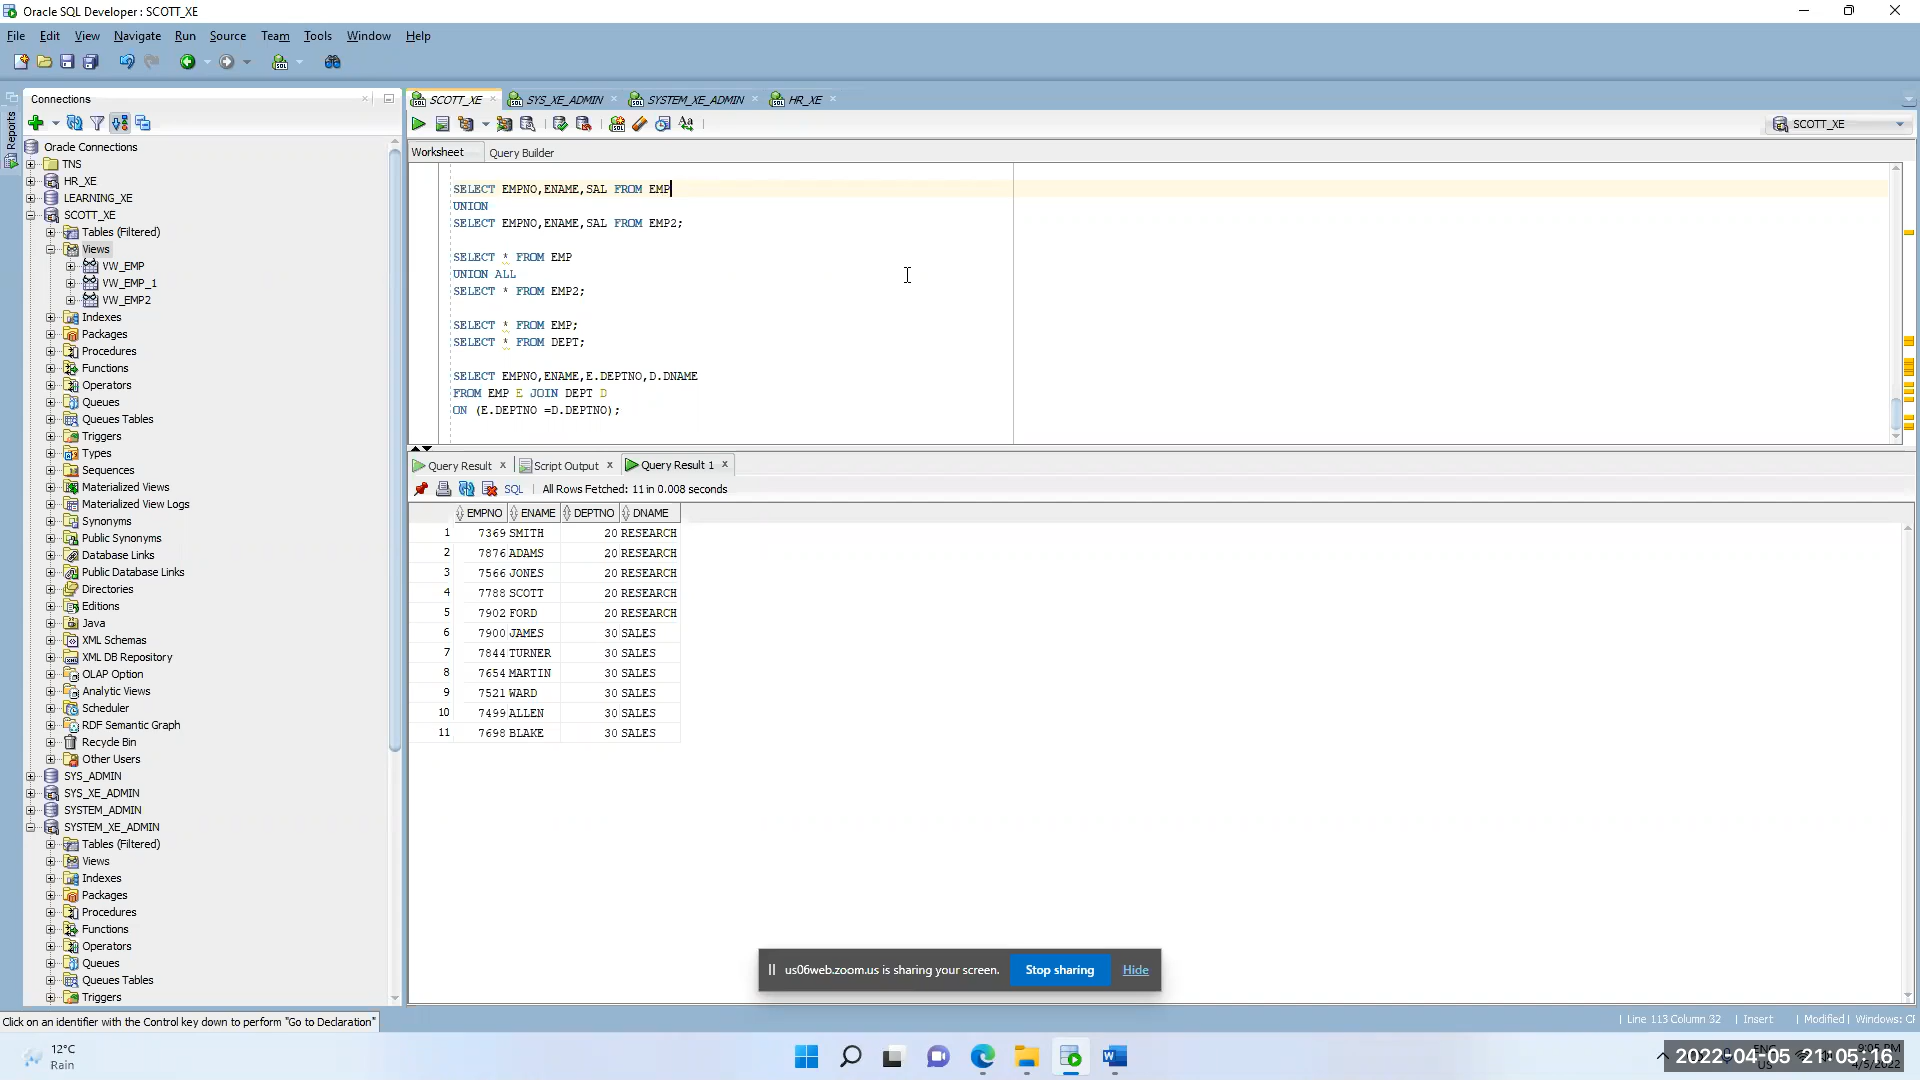 Oracle SQL Developer : SCOTT_XE
File Edit View Navigate Run Source Team Tools Window Help
Connections
SCOTT_XE SYS_XE_ADMIN SYSTEM_XE_ADMIN HR_XE
SCOTT_XE
Reports
Worksheet Query Builder
Oracle Connections
TNS
HR_XE
LEARNING_XE
SCOTT_XE
Tables (Filtered)
Views
VW_EMP
VW_EMP_1
VW_EMP2
Indexes
Packages
Procedures
Functions
Operators
Queues
Queues Tables
Triggers
Types
Sequences
Materialized Views
Materialized View Logs
Synonyms
Public Synonyms
Database Links
Public Database Links
Directories
Editions
Java
XML Schemas
XML DB Repository
OLAP Option
Analytic Views
Scheduler
RDF Semantic Graph
Recycle Bin
Other Users
SYS_ADMIN
SYS_XE_ADMIN
SYSTEM_ADMIN
SYSTEM_XE_ADMIN
Tables (Filtered)
Views
Indexes
Packages
Procedures
Functions
Operators
Queues
Queues Tables
Triggers
SELECT EMPNO,ENAME,SAL FROM EMP
UNION
SELECT EMPNO,ENAME,SAL FROM EMP2;
SELECT * FROM EMP
UNION ALL
SELECT * FROM EMP2;
SELECT * FROM EMP;
SELECT * FROM DEPT;
SELECT EMPNO,ENAME,E.DEPTNO,D.DNAME
FROM EMP E JOIN DEPT D
ON (E.DEPTNO =D.DEPTNO);
Query Result Script Output Query Result 1
SQL All Rows Fetched: 11 in 0.008 seconds
EMPNO ENAME DEPTNO DNAME
1 7369 SMITH 20 RESEARCH
2 7876 ADAMS 20 RESEARCH
3 7566 JONES 20 RESEARCH
4 7788 SCOTT 20 RESEARCH
5 7902 FORD 20 RESEARCH
6 7900 JAMES 30 SALES
7 7844 TURNER 30 SALES
8 7654 MARTIN 30 SALES
9 7521 WARD 30 SALES
10 7499 ALLEN 30 SALES
11 7698 BLAKE 30 SALES
us06web.zoom.us is sharing your screen. Stop sharing Hide
Click on an identifier with the Control key down to perform "Go to Declaration"
Line 113 Column 32 Insert Modified Windows: CR
12°C
Rain
2022-04-05 21:05:16